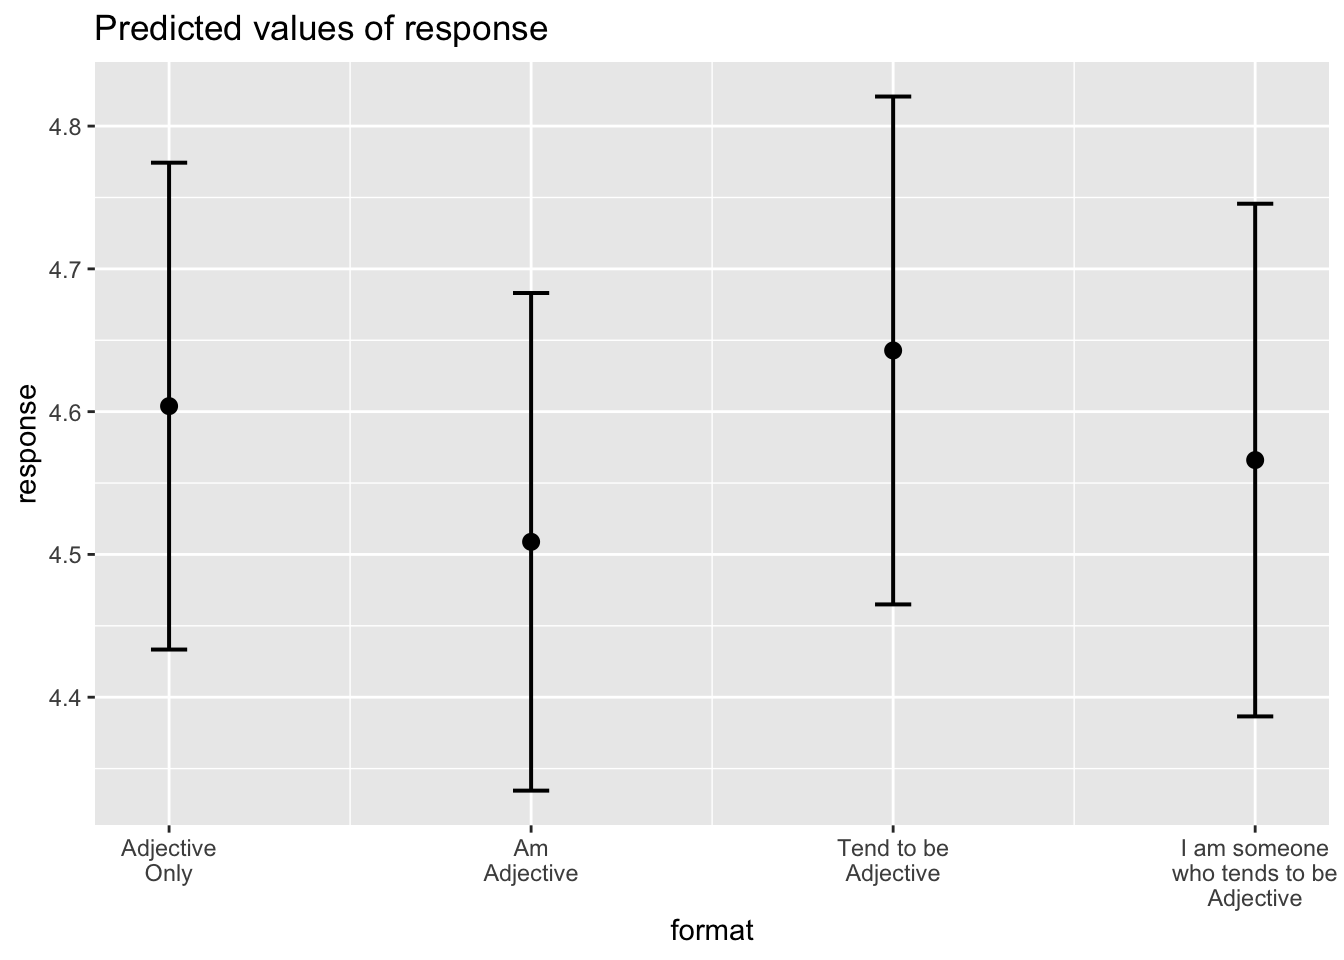 Predicted values of response
response
4.8
4.7
4.6
4.5
4.4
Adjective
Only
Am
Adjective
Tend to be
Adjective
I am someone
who tends to be
Adjective
format